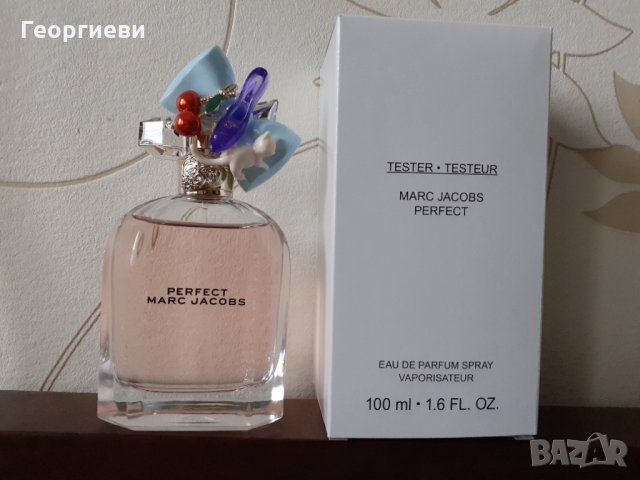 Георгиеви
PERFECT
MARC JACOBS
TESTER • TESTEUR
MARC JACOBS
PERFECT
EAU DE PARFUM SPRAY
VAPORISATEUR
100 ml • 1.6 FL. OZ.
BAZAR